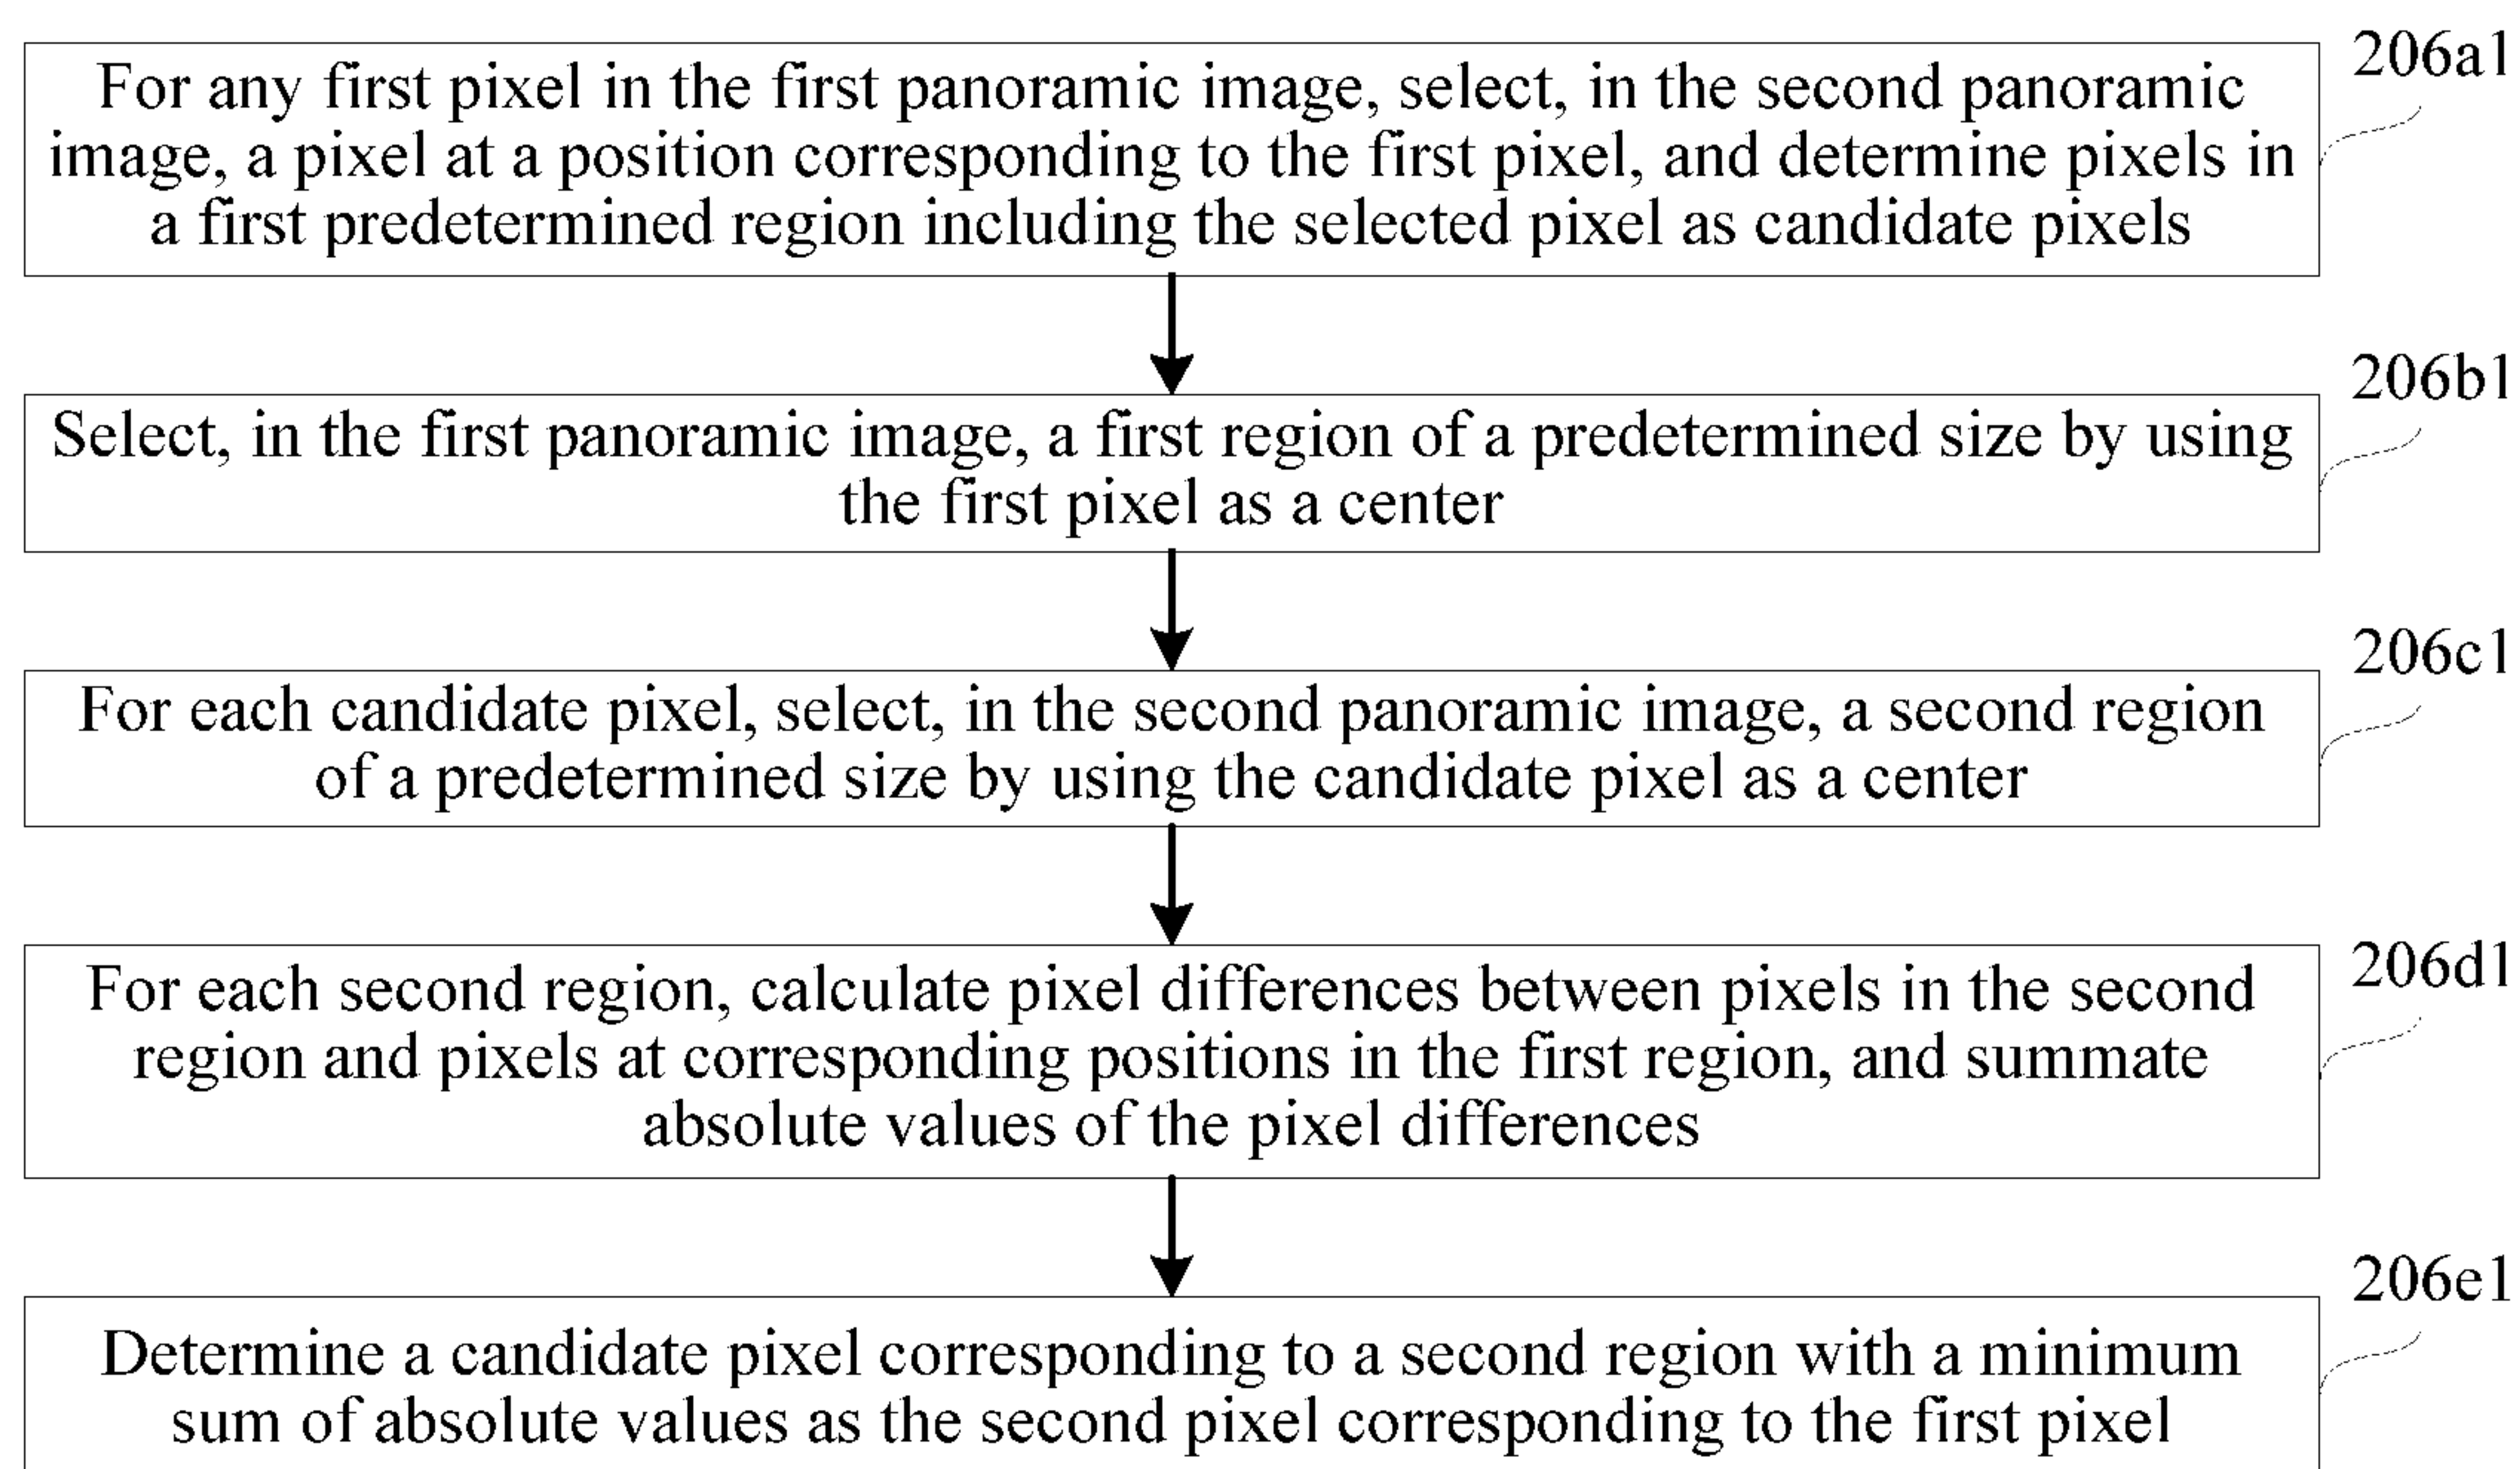 206a1
For any first pixel in the first panoramic image, select, in the second panoramic
image, a pixel at a position corresponding to the first pixel, and determine pixels in
a first predetermined region including the selected pixel as candidate pixels
206b1
Select, in the first panoramic image, a first region of a predetermined size by using
the first pixel as a center
206c1
For each candidate pixel, select, in the second panoramic image, a second region
of a predetermined size by using the candidate pixel as a center
206d1
For each second region, calculate pixel differences between pixels in the second
region and pixels at corresponding positions in the first region, and summate
absolute values of the pixel differences
206e1
Determine a candidate pixel corresponding to a second region with a minimum
sum of absolute values as the second pixel corresponding to the first pixel